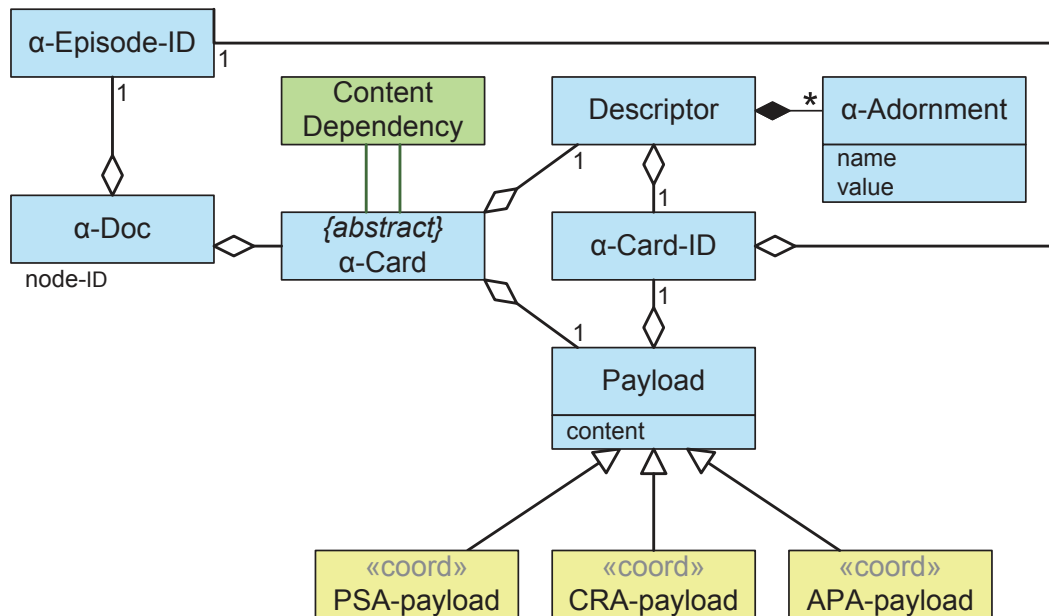 α-Episode-ID
1
1
Content
Dependency
Descriptor
*
α-Adornment
name
value
1
1
α-Doc
node-ID
{abstract}
α-Card
α-Card-ID
1
1
Payload
content
«coord»
PSA-payload
«coord»
CRA-payload
«coord»
APA-payload